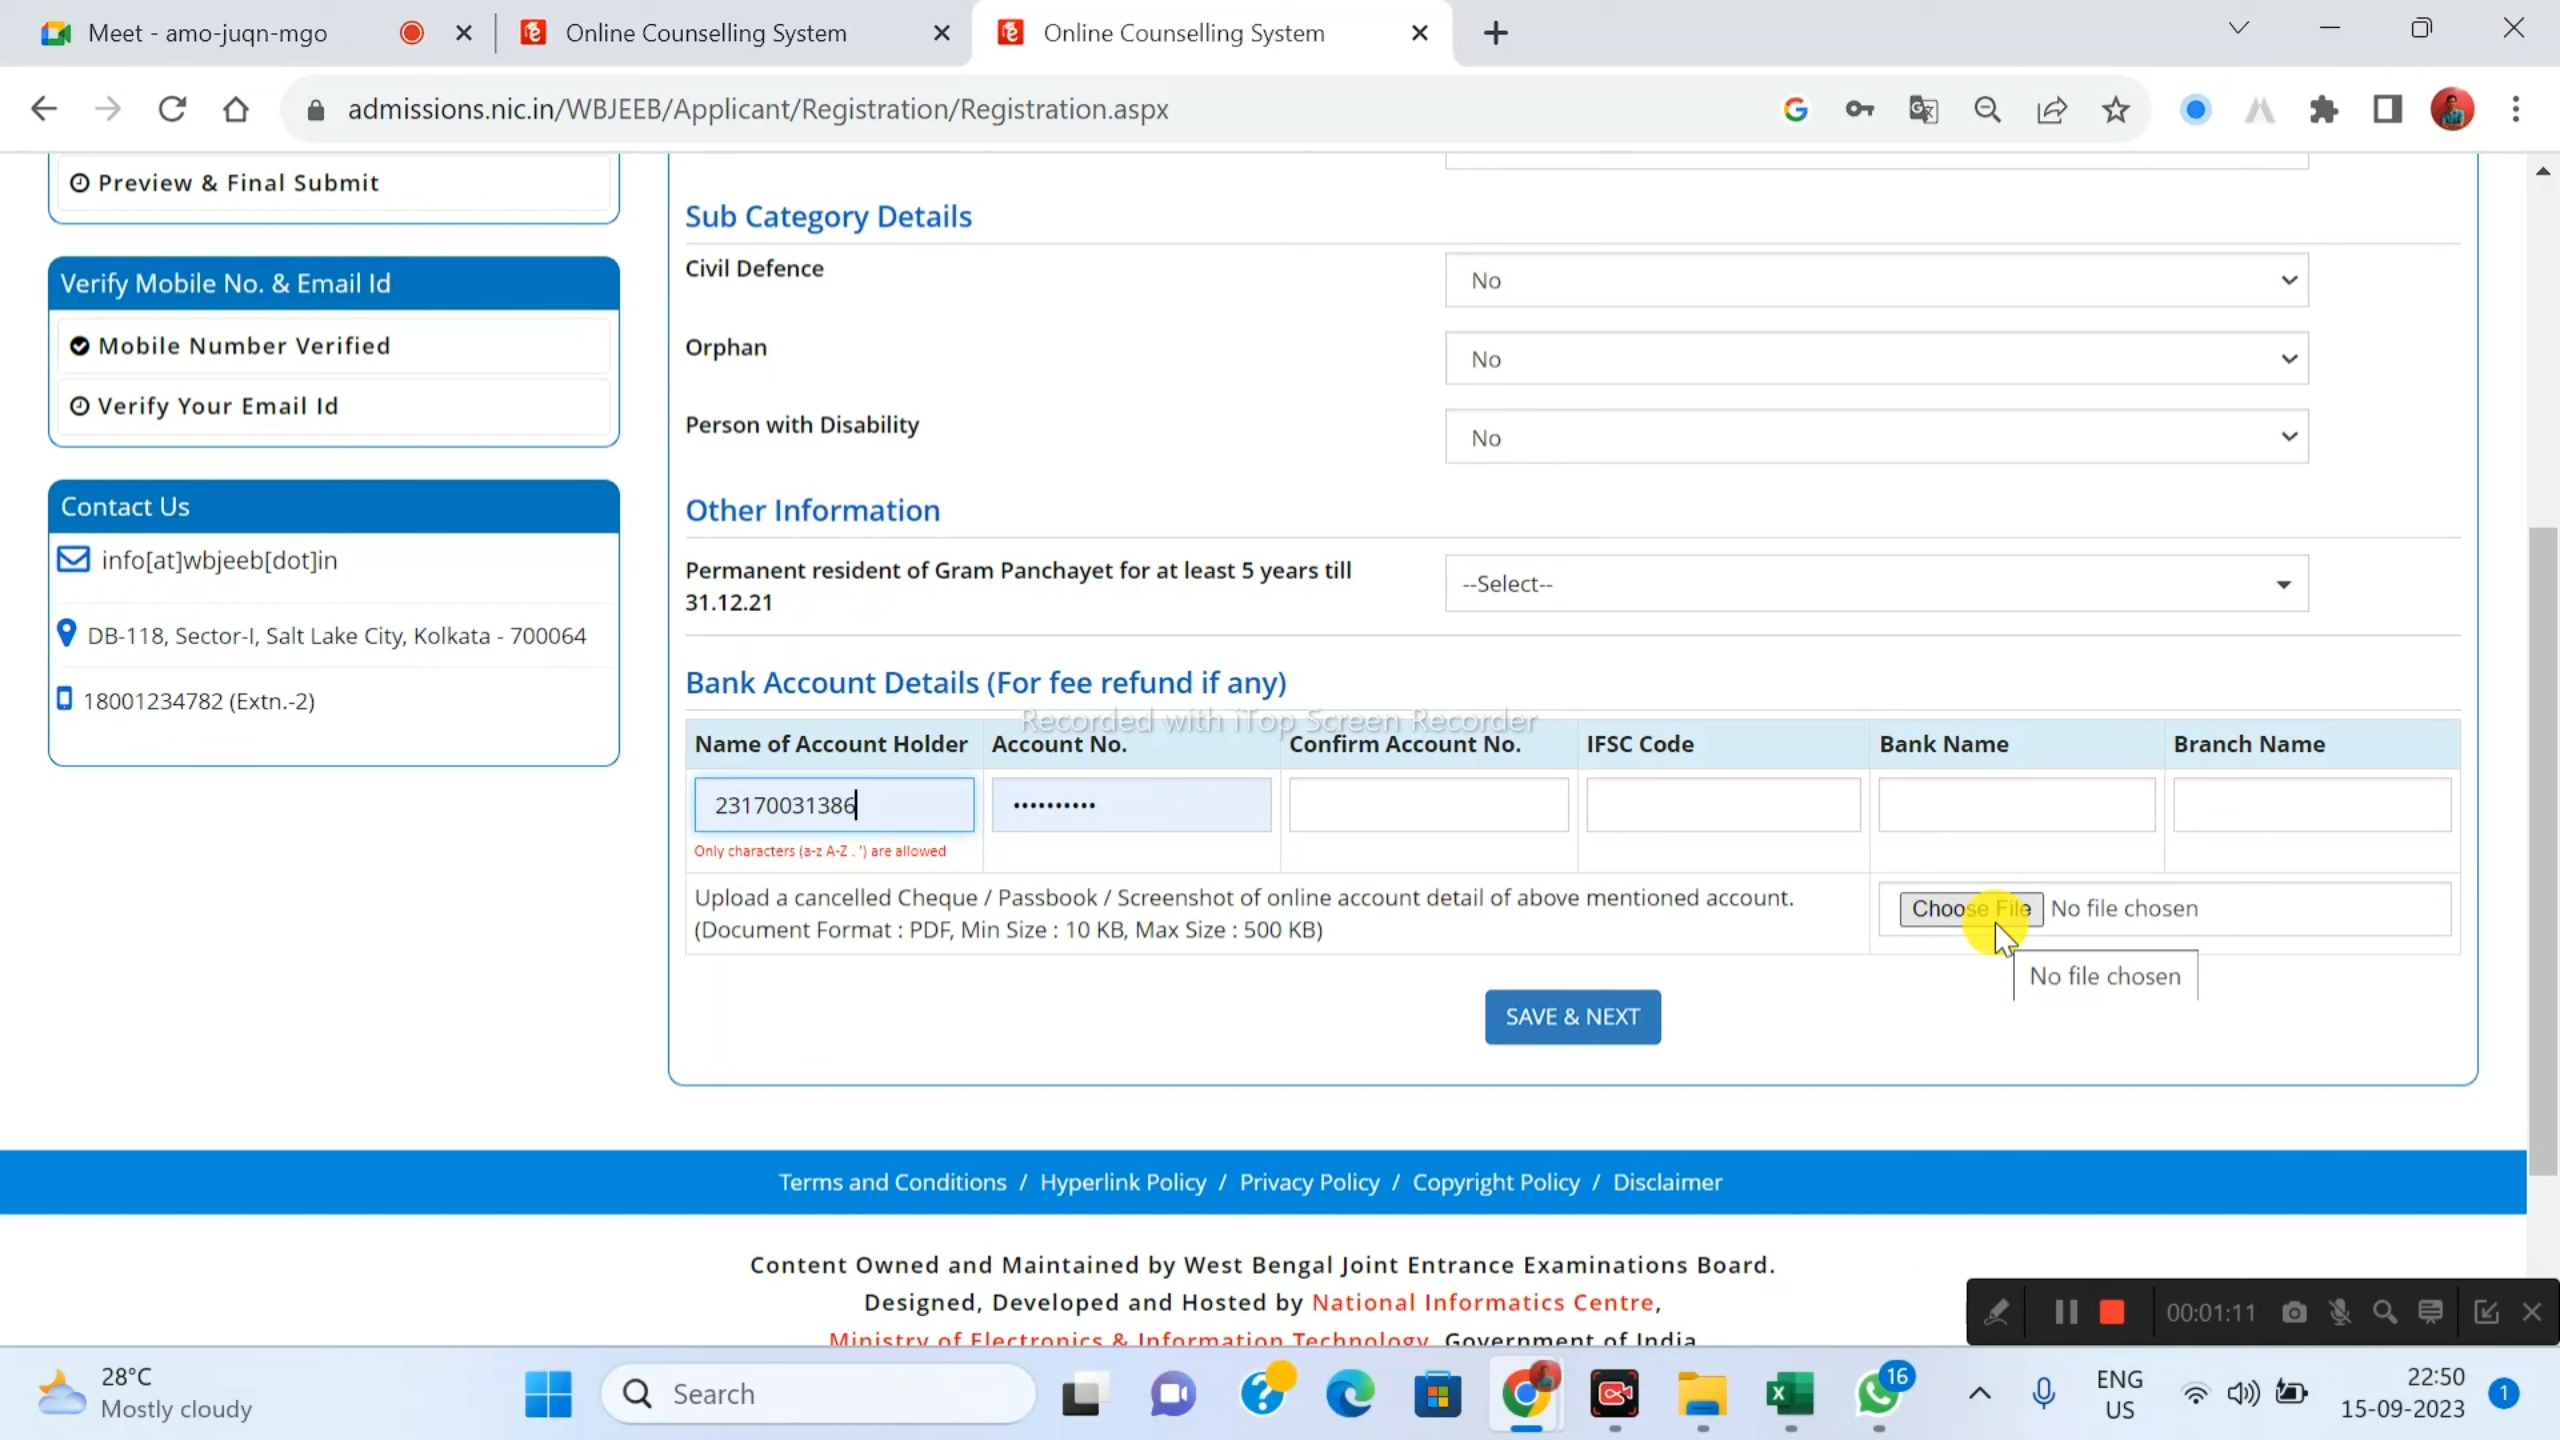 Meet - amo-juqn-mgo
Online Counselling System
Online Counselling System
admissions.nic.in/WBJEEB/Applicant/Registration/Registration.aspx
Preview & Final Submit
Verify Mobile No. & Email Id
Mobile Number Verified
Verify Your Email Id
Contact Us
info[at]wbjeeb[dot]in
DB-118, Sector-I, Salt Lake City, Kolkata - 700064
18001234782 (Extn.-2)
Sub Category Details
Civil Defence
No
Orphan
No
Person with Disability
No
Other Information
Permanent resident of Gram Panchayet for at least 5 years till
31.12.21
--Select--
Bank Account Details (For fee refund if any)
Recorded with iTop Screen Recorder
Name of Account Holder Account No. Confirm Account No. IFSC Code Bank Name Branch Name
23170031386 ••••••••••
Only characters (a-z A-Z . ') are allowed
Upload a cancelled Cheque / Passbook / Screenshot of online account detail of above mentioned account.
(Document Format : PDF, Min Size : 10 KB, Max Size : 500 KB)
Choose File No file chosen
No file chosen
SAVE & NEXT
Terms and Conditions / Hyperlink Policy / Privacy Policy / Copyright Policy / Disclaimer
Content Owned and Maintained by West Bengal Joint Entrance Examinations Board.
Designed, Developed and Hosted by National Informatics Centre,
Ministry of Electronics & Information Technology, Government of India
00:01:11
28°C
Mostly cloudy
Search
16
ENG
US
22:50
15-09-2023
1